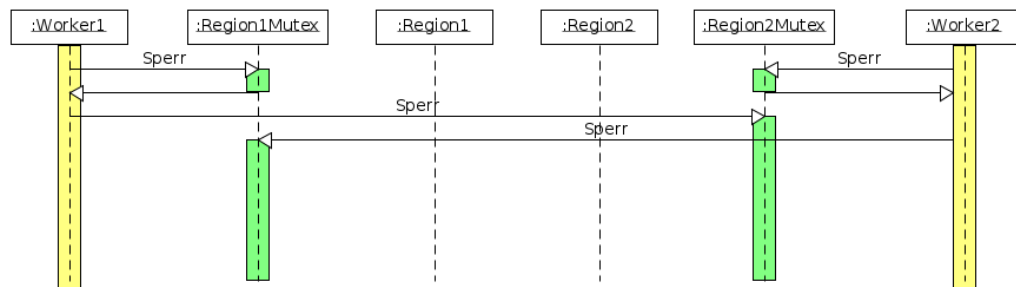 :Worker1
:Region1Mutex
:Region1
:Region2
:Region2Mutex
:Worker2
Sperr
Sperr
Sperr
Sperr